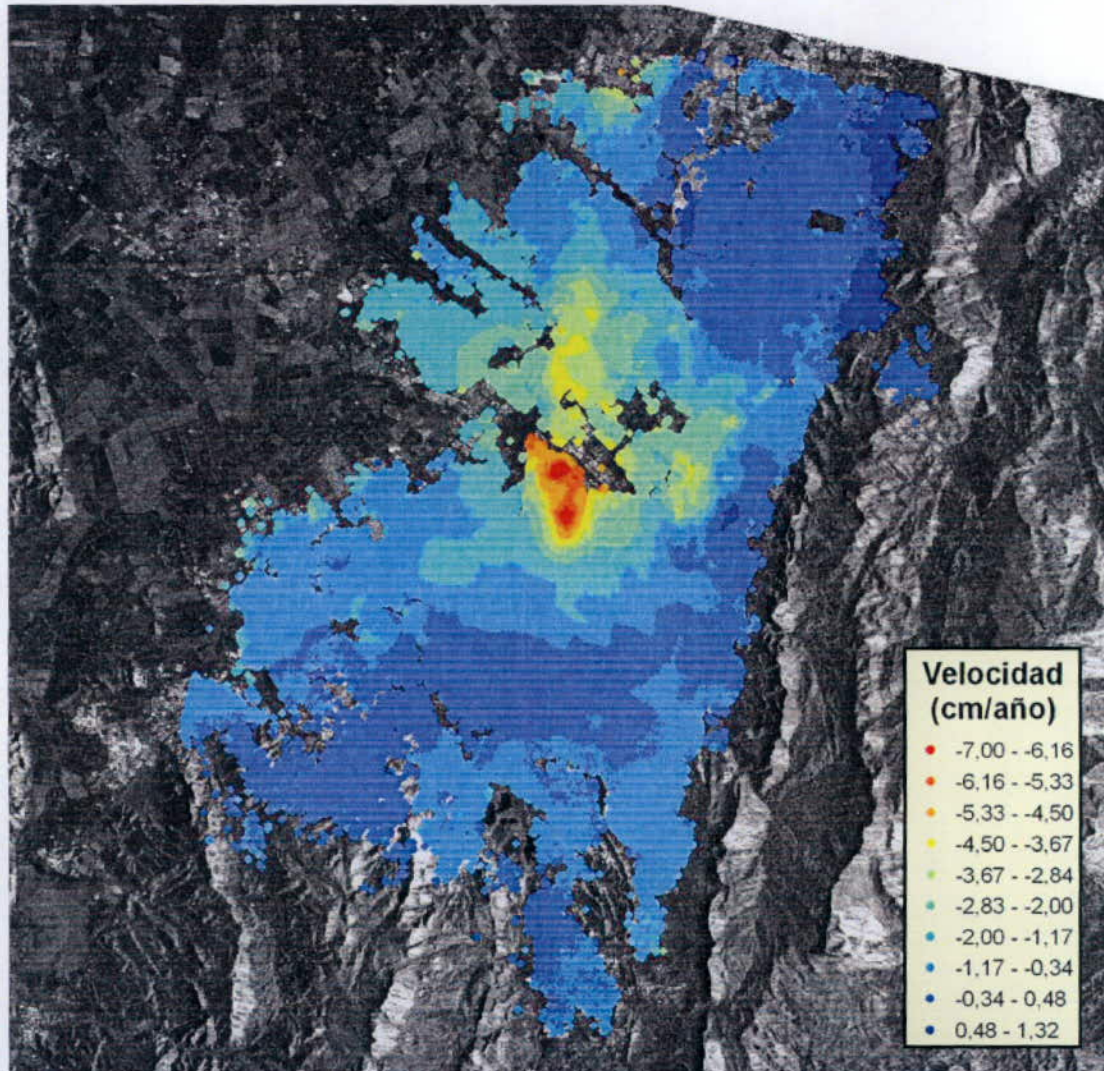 Velocidad
(cm/año)
-7,00 - -6,16
-6,16 - -5,33
-5,33 - -4,50
-4,50 - -3,67
-3,67 - -2,84
-2,83 - -2,00
-2,00 - -1,17
-1,17 - -0,34
-0,34 - 0,48
0,48 - 1,32